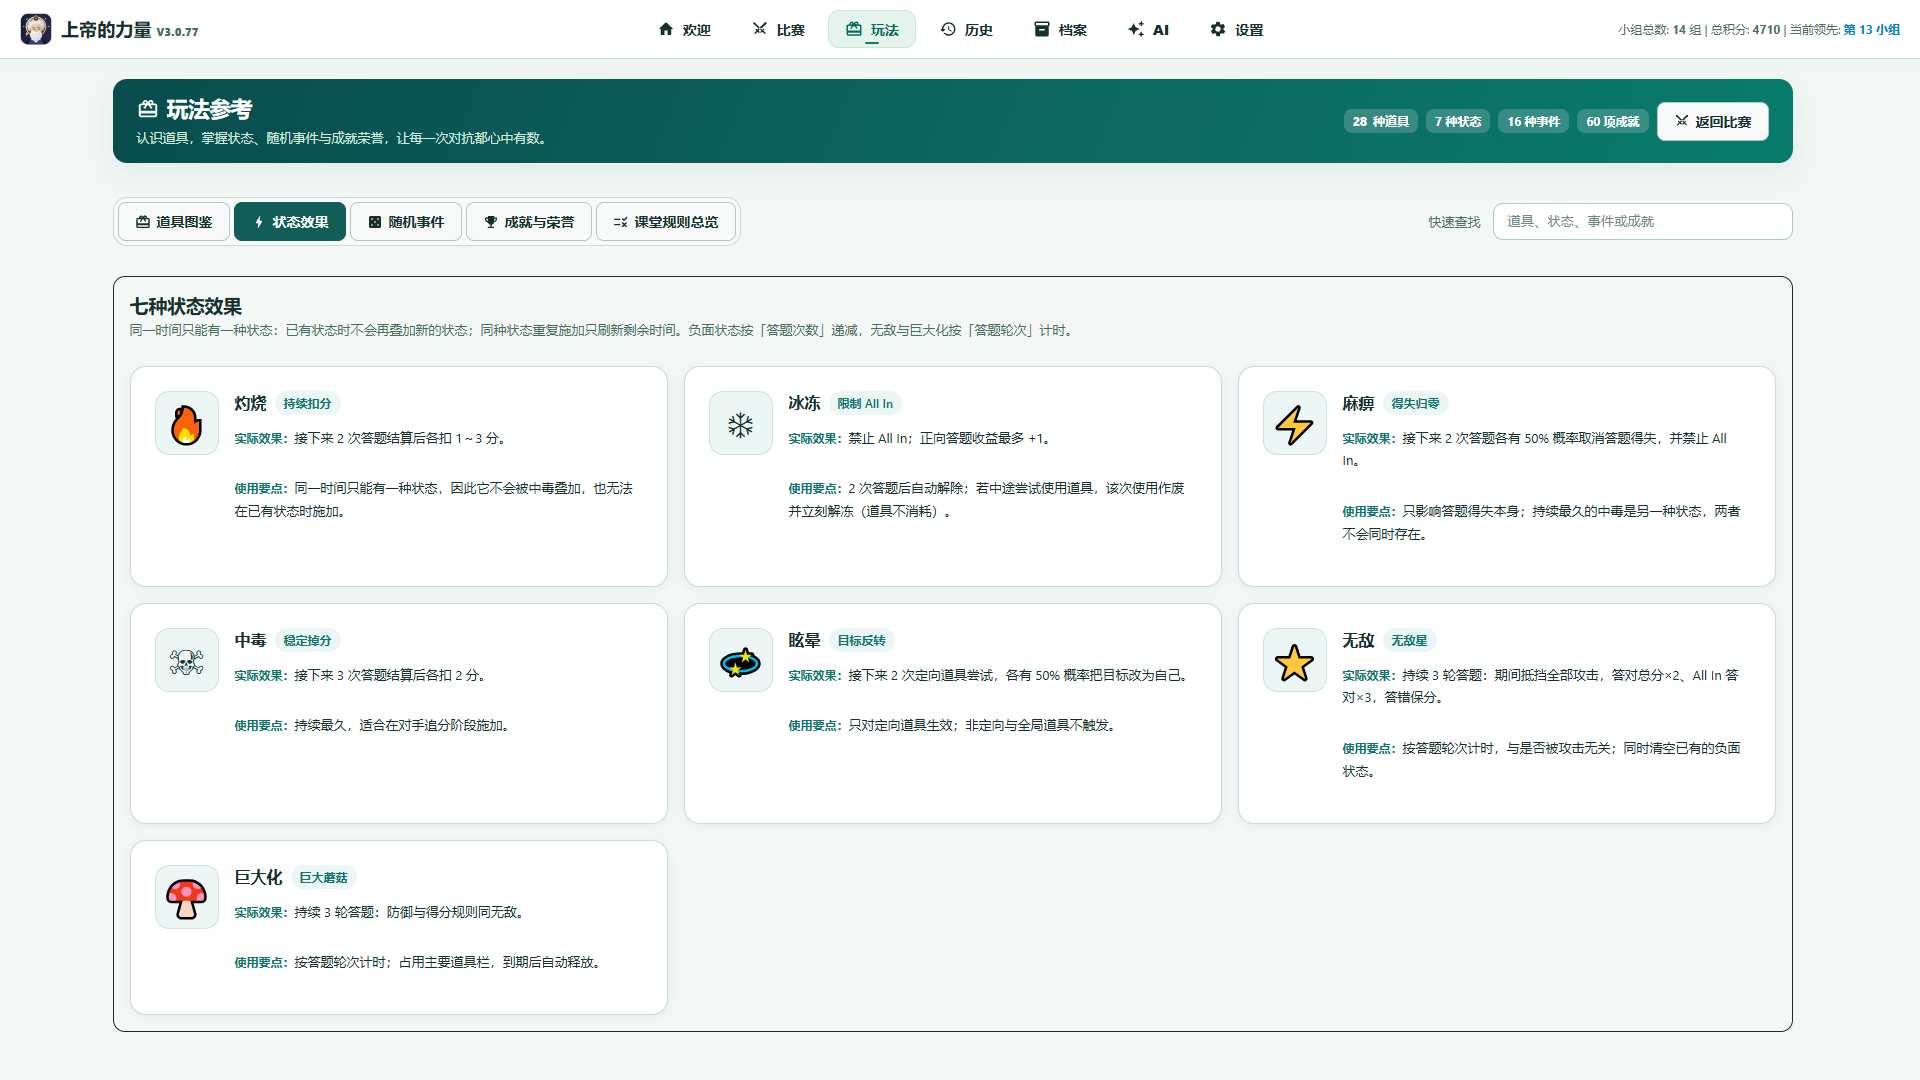 上帝的力量 V3.0.77
欢迎
比赛
玩法
历史
档案
AI
设置
小组总数: 14 组 | 总积分: 4710 | 当前领先: 第 13 小组
玩法参考
认识道具，掌握状态、随机事件与成就荣誉，让每一次对抗都心中有数。
28 种道具
7 种状态
16 种事件
60 项成就
返回比赛
道具图鉴
状态效果
随机事件
成就与荣誉
课堂规则总览
快速查找
道具、状态、事件或成就
七种状态效果
同一时间只能有一种状态：已有状态时不会再叠加新的状态；同种状态重复施加只刷新剩余时间。负面状态按「答题次数」递减，无敌与巨大化按「答题轮次」计时。
灼烧 持续扣分
实际效果：接下来 2 次答题结算后各扣 1～3 分。
使用要点：同一时间只能有一种状态，因此它不会被中毒叠加，也无法
在已有状态时施加。
冰冻 限制 All In
实际效果：禁止 All In；正向答题收益最多 +1。
使用要点：2 次答题后自动解除；若中途尝试使用道具，该次使用作废
并立刻解冻（道具不消耗）。
麻痹 得失归零
实际效果：接下来 2 次答题各有 50% 概率取消答题得失，并禁止 All
In。
使用要点：只影响答题得失本身；持续最久的中毒是另一种状态，两者
不会同时存在。
中毒 稳定掉分
实际效果：接下来 3 次答题结算后各扣 2 分。
使用要点：持续最久，适合在对手追分阶段施加。
眩晕 目标反转
实际效果：接下来 2 次定向道具尝试，各有 50% 概率把目标改为自己。
使用要点：只对定向道具生效；非定向与全局道具不触发。
无敌 无敌星
实际效果：持续 3 轮答题：期间抵挡全部攻击，答对总分×2、All In 答
对×3，答错保分。
使用要点：按答题轮次计时，与是否被攻击无关；同时清空已有的负面
状态。
巨大化 巨大蘑菇
实际效果：持续 3 轮答题：防御与得分规则同无敌。
使用要点：按答题轮次计时；占用主要道具栏，到期后自动释放。